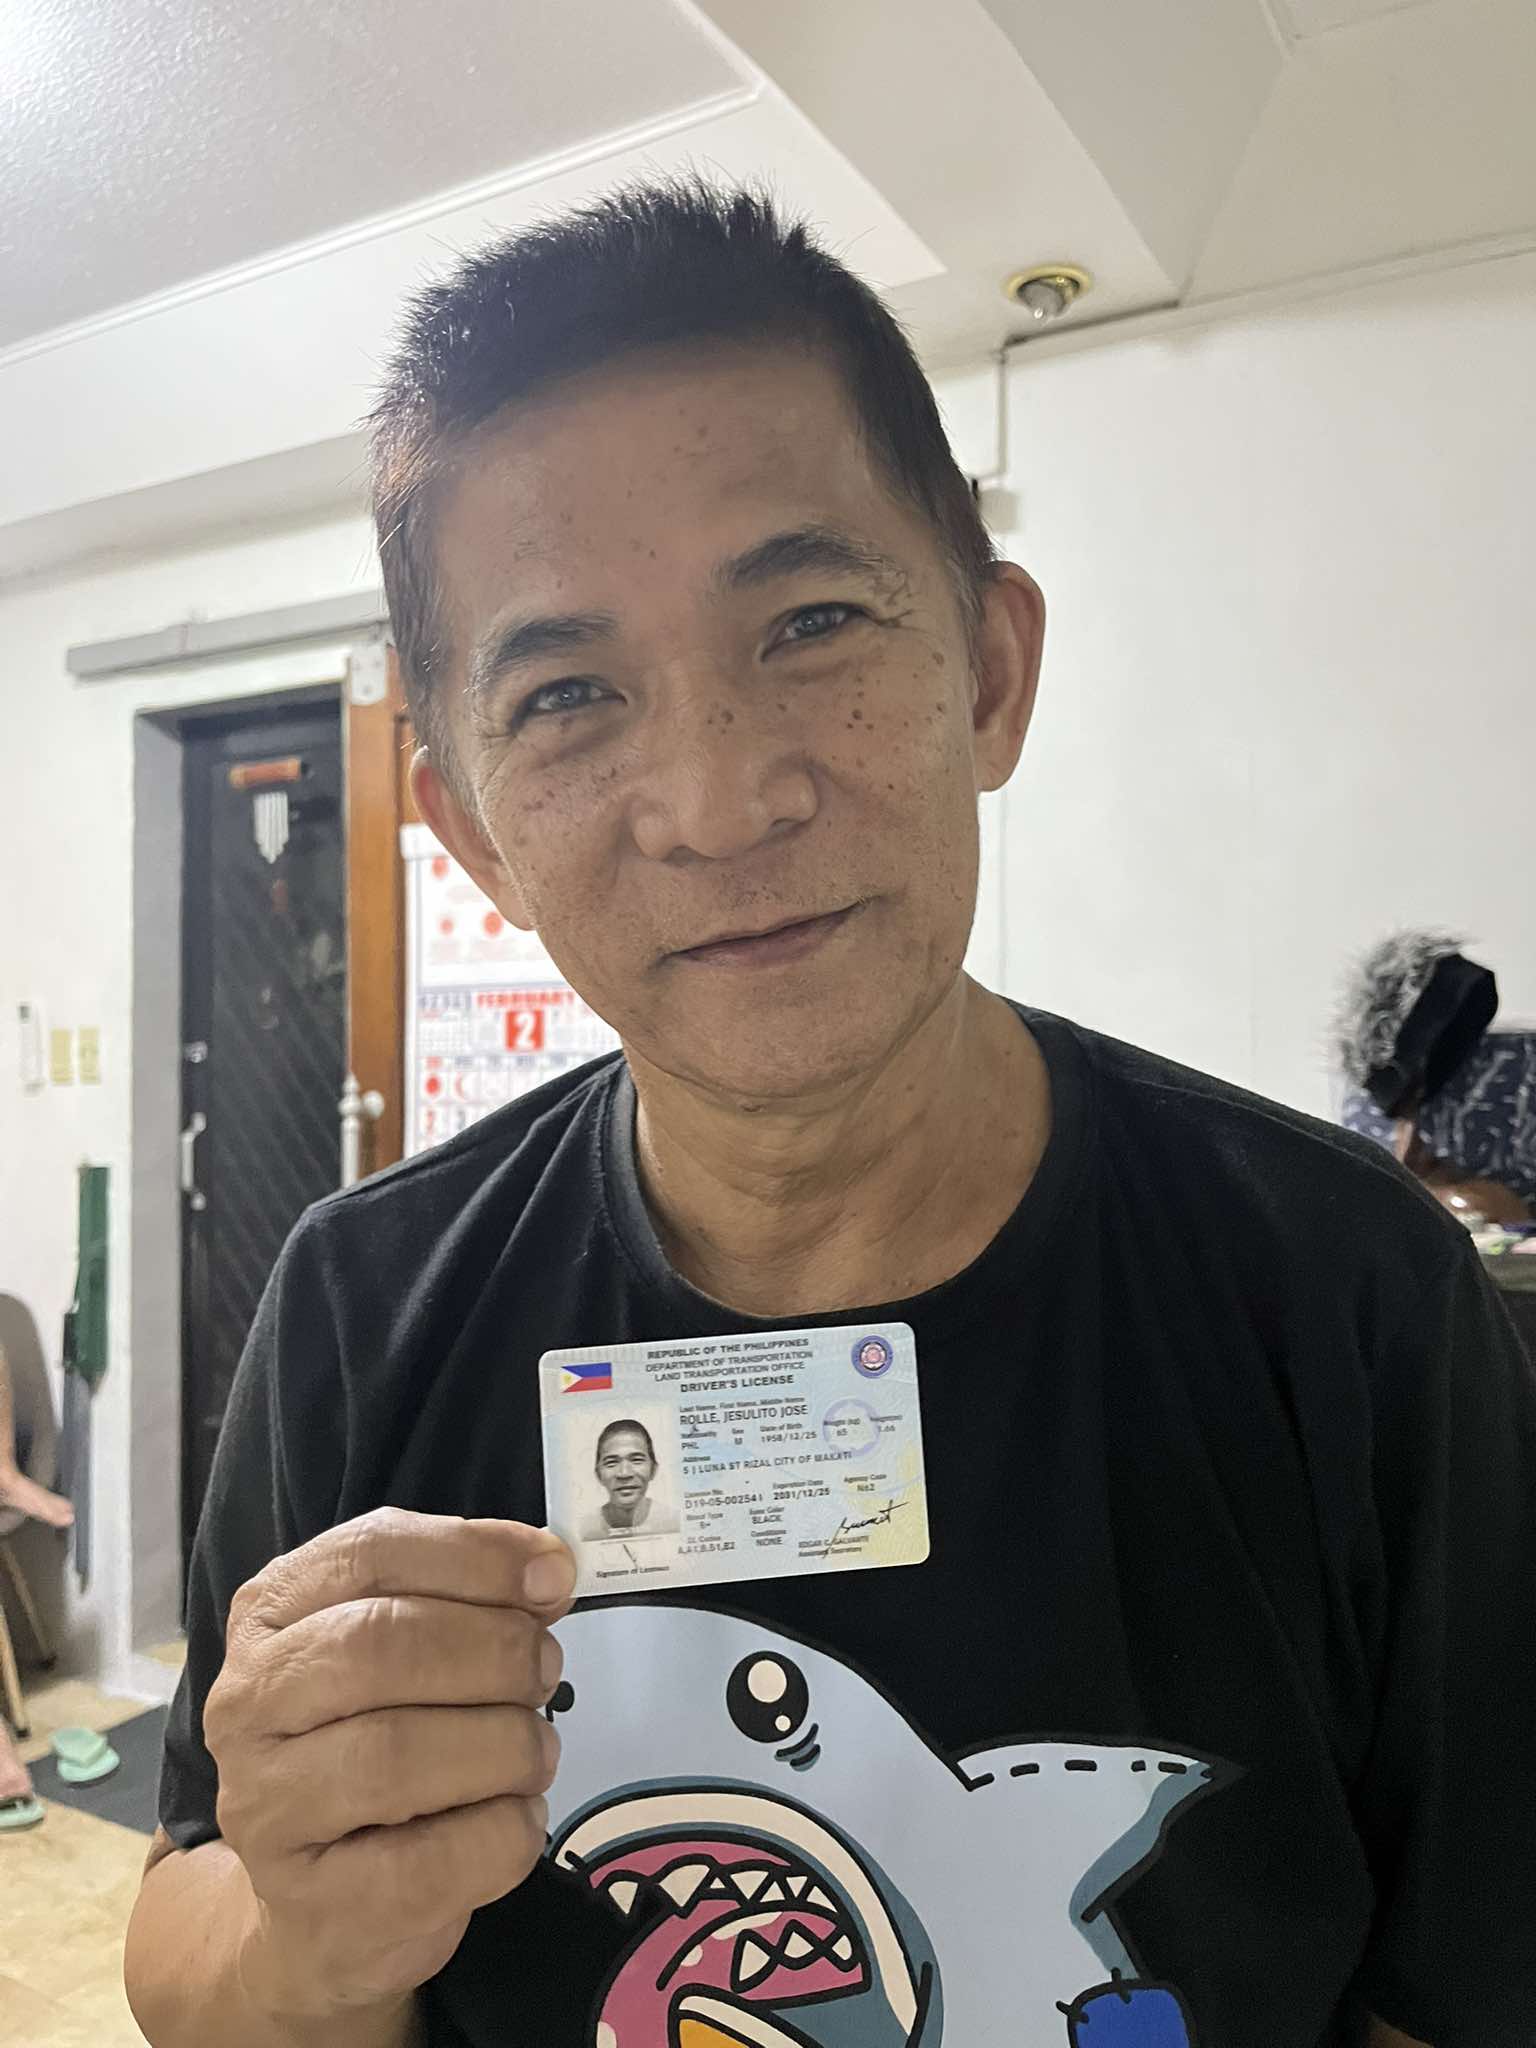 FEBRUARY
2
REPUBLIC OF THE PHILIPPINES
DEPARTMENT OF TRANSPORTATION
LAND TRANSPORTATION OFFICE
DRIVER'S LICENSE
Last Name, First Name, Middle Name
ROLLE, JESULITO JOSE
Nationality Sex Date of Birth Weight (kg) Height(m)
PHL M 1958/12/25 65 1.66
Address
5 J LUNA ST RIZAL CITY OF MAKATI
License No. Expiration Date Agency Code
D19-05-002541 2031/12/25 N62
Blood Type Eyes Color
BLACK
DL Codes Conditions
A,A1,B,B1,B2 NONE
EDGAR C. GALVANTE
Assistant Secretary
Signature of Licensee